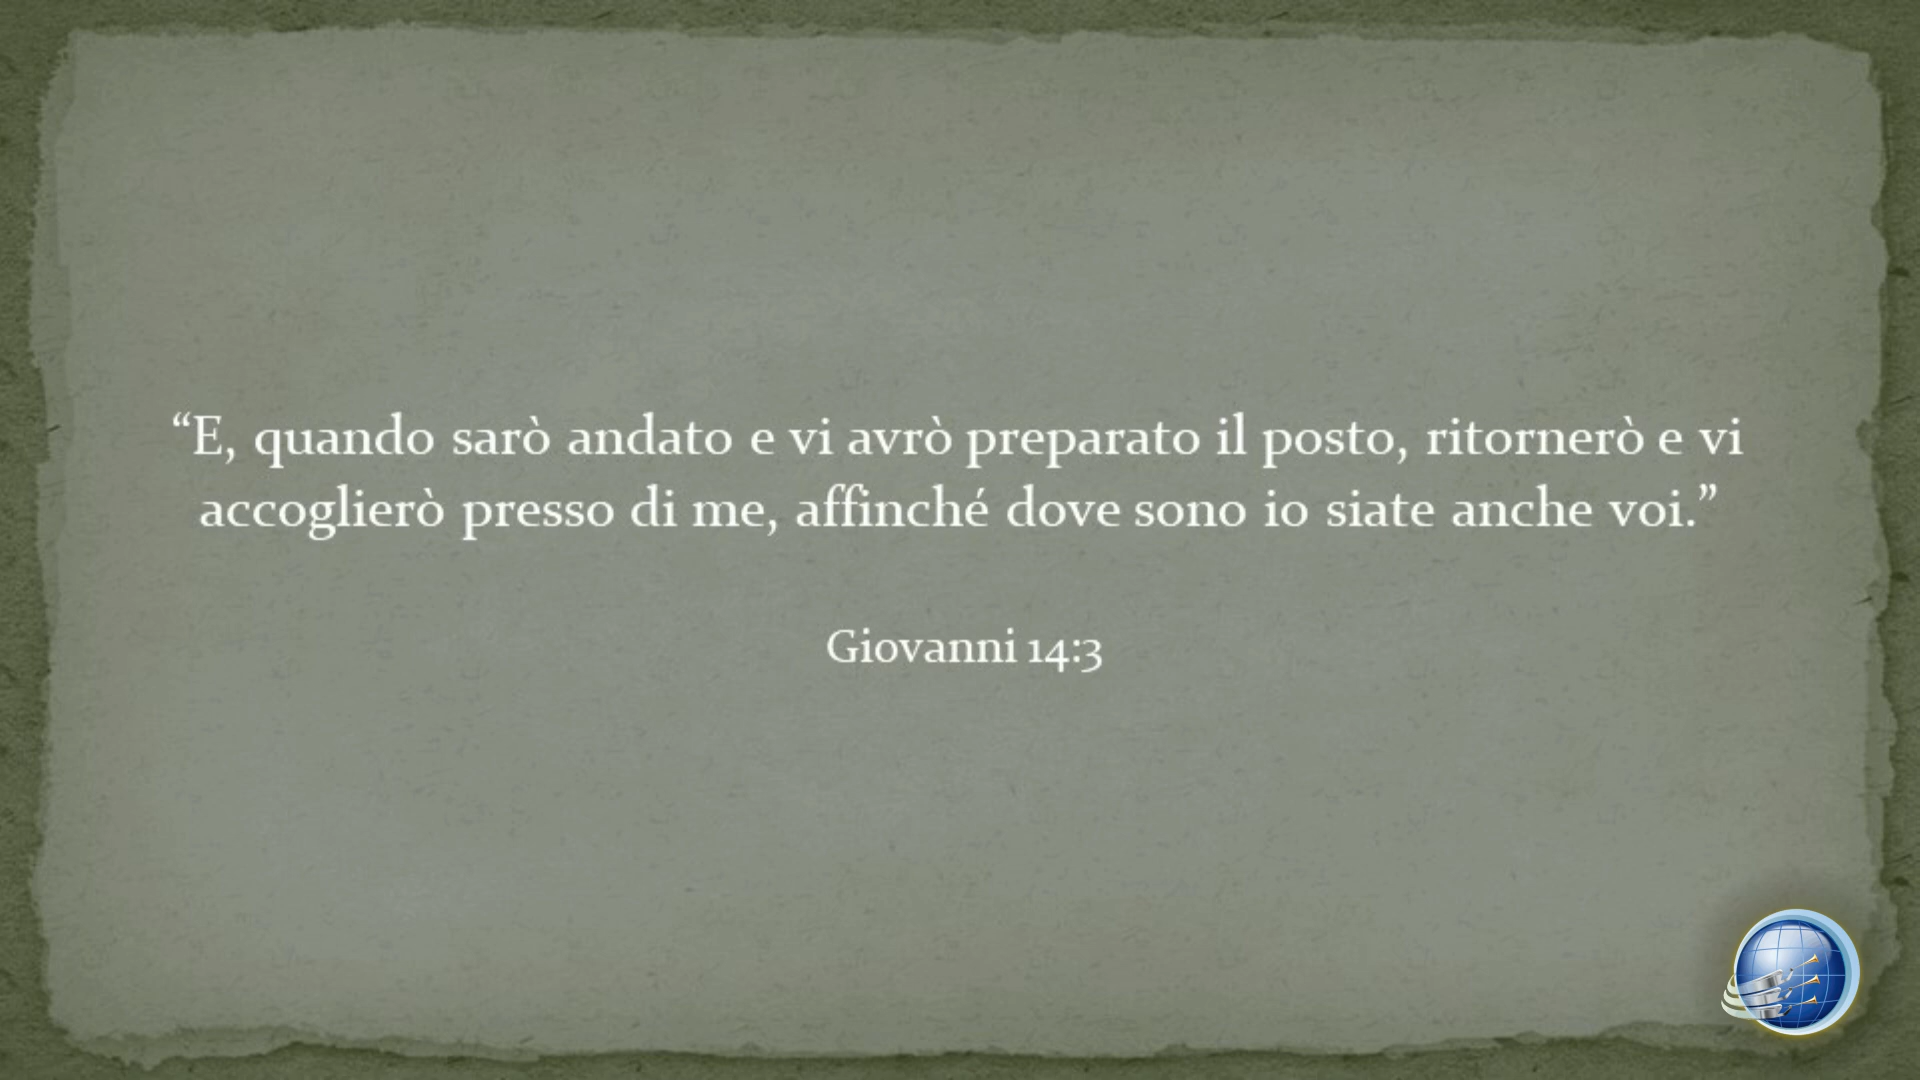 “E, quando sarò andato e vi avrò preparato il posto, ritornerò e vi
accoglierò presso di me, affinché dove sono io siate anche voi.”
Giovanni 14:3